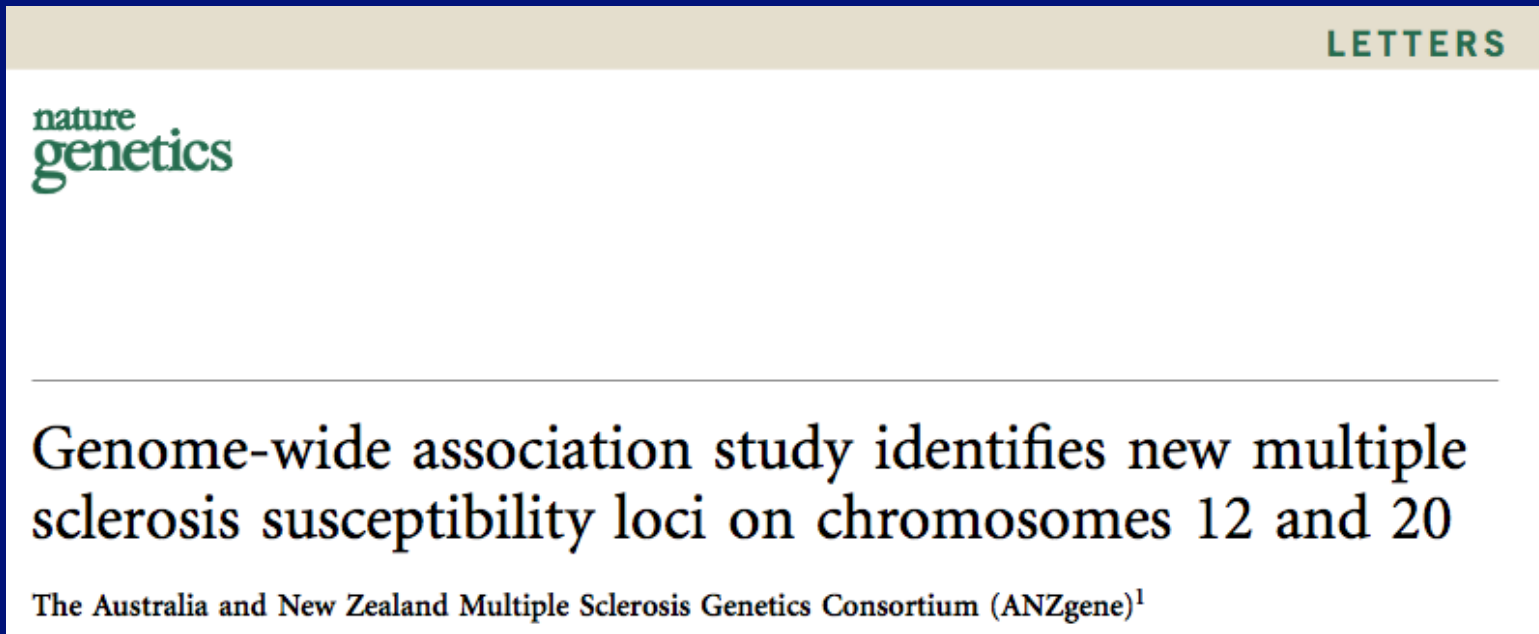 LETTERS
nature
genetics
Genome-wide association study identifies new multiple
sclerosis susceptibility loci on chromosomes 12 and 20
The Australia and New Zealand Multiple Sclerosis Genetics Consortium (ANZgene)¹